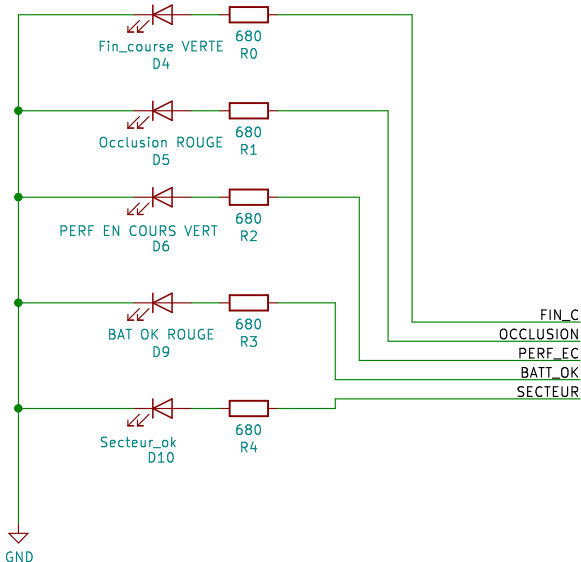 680
R0
Fin_course VERTE
D4
680
R1
Occlusion ROUGE
D5
680
R2
PERF EN COURS VERT
D6
680
R3
BAT OK ROUGE
D9
680
R4
Secteur_ok
D10
FIN_C
OCCLUSION
PERF_EC
BATT_OK
SECTEUR
GND